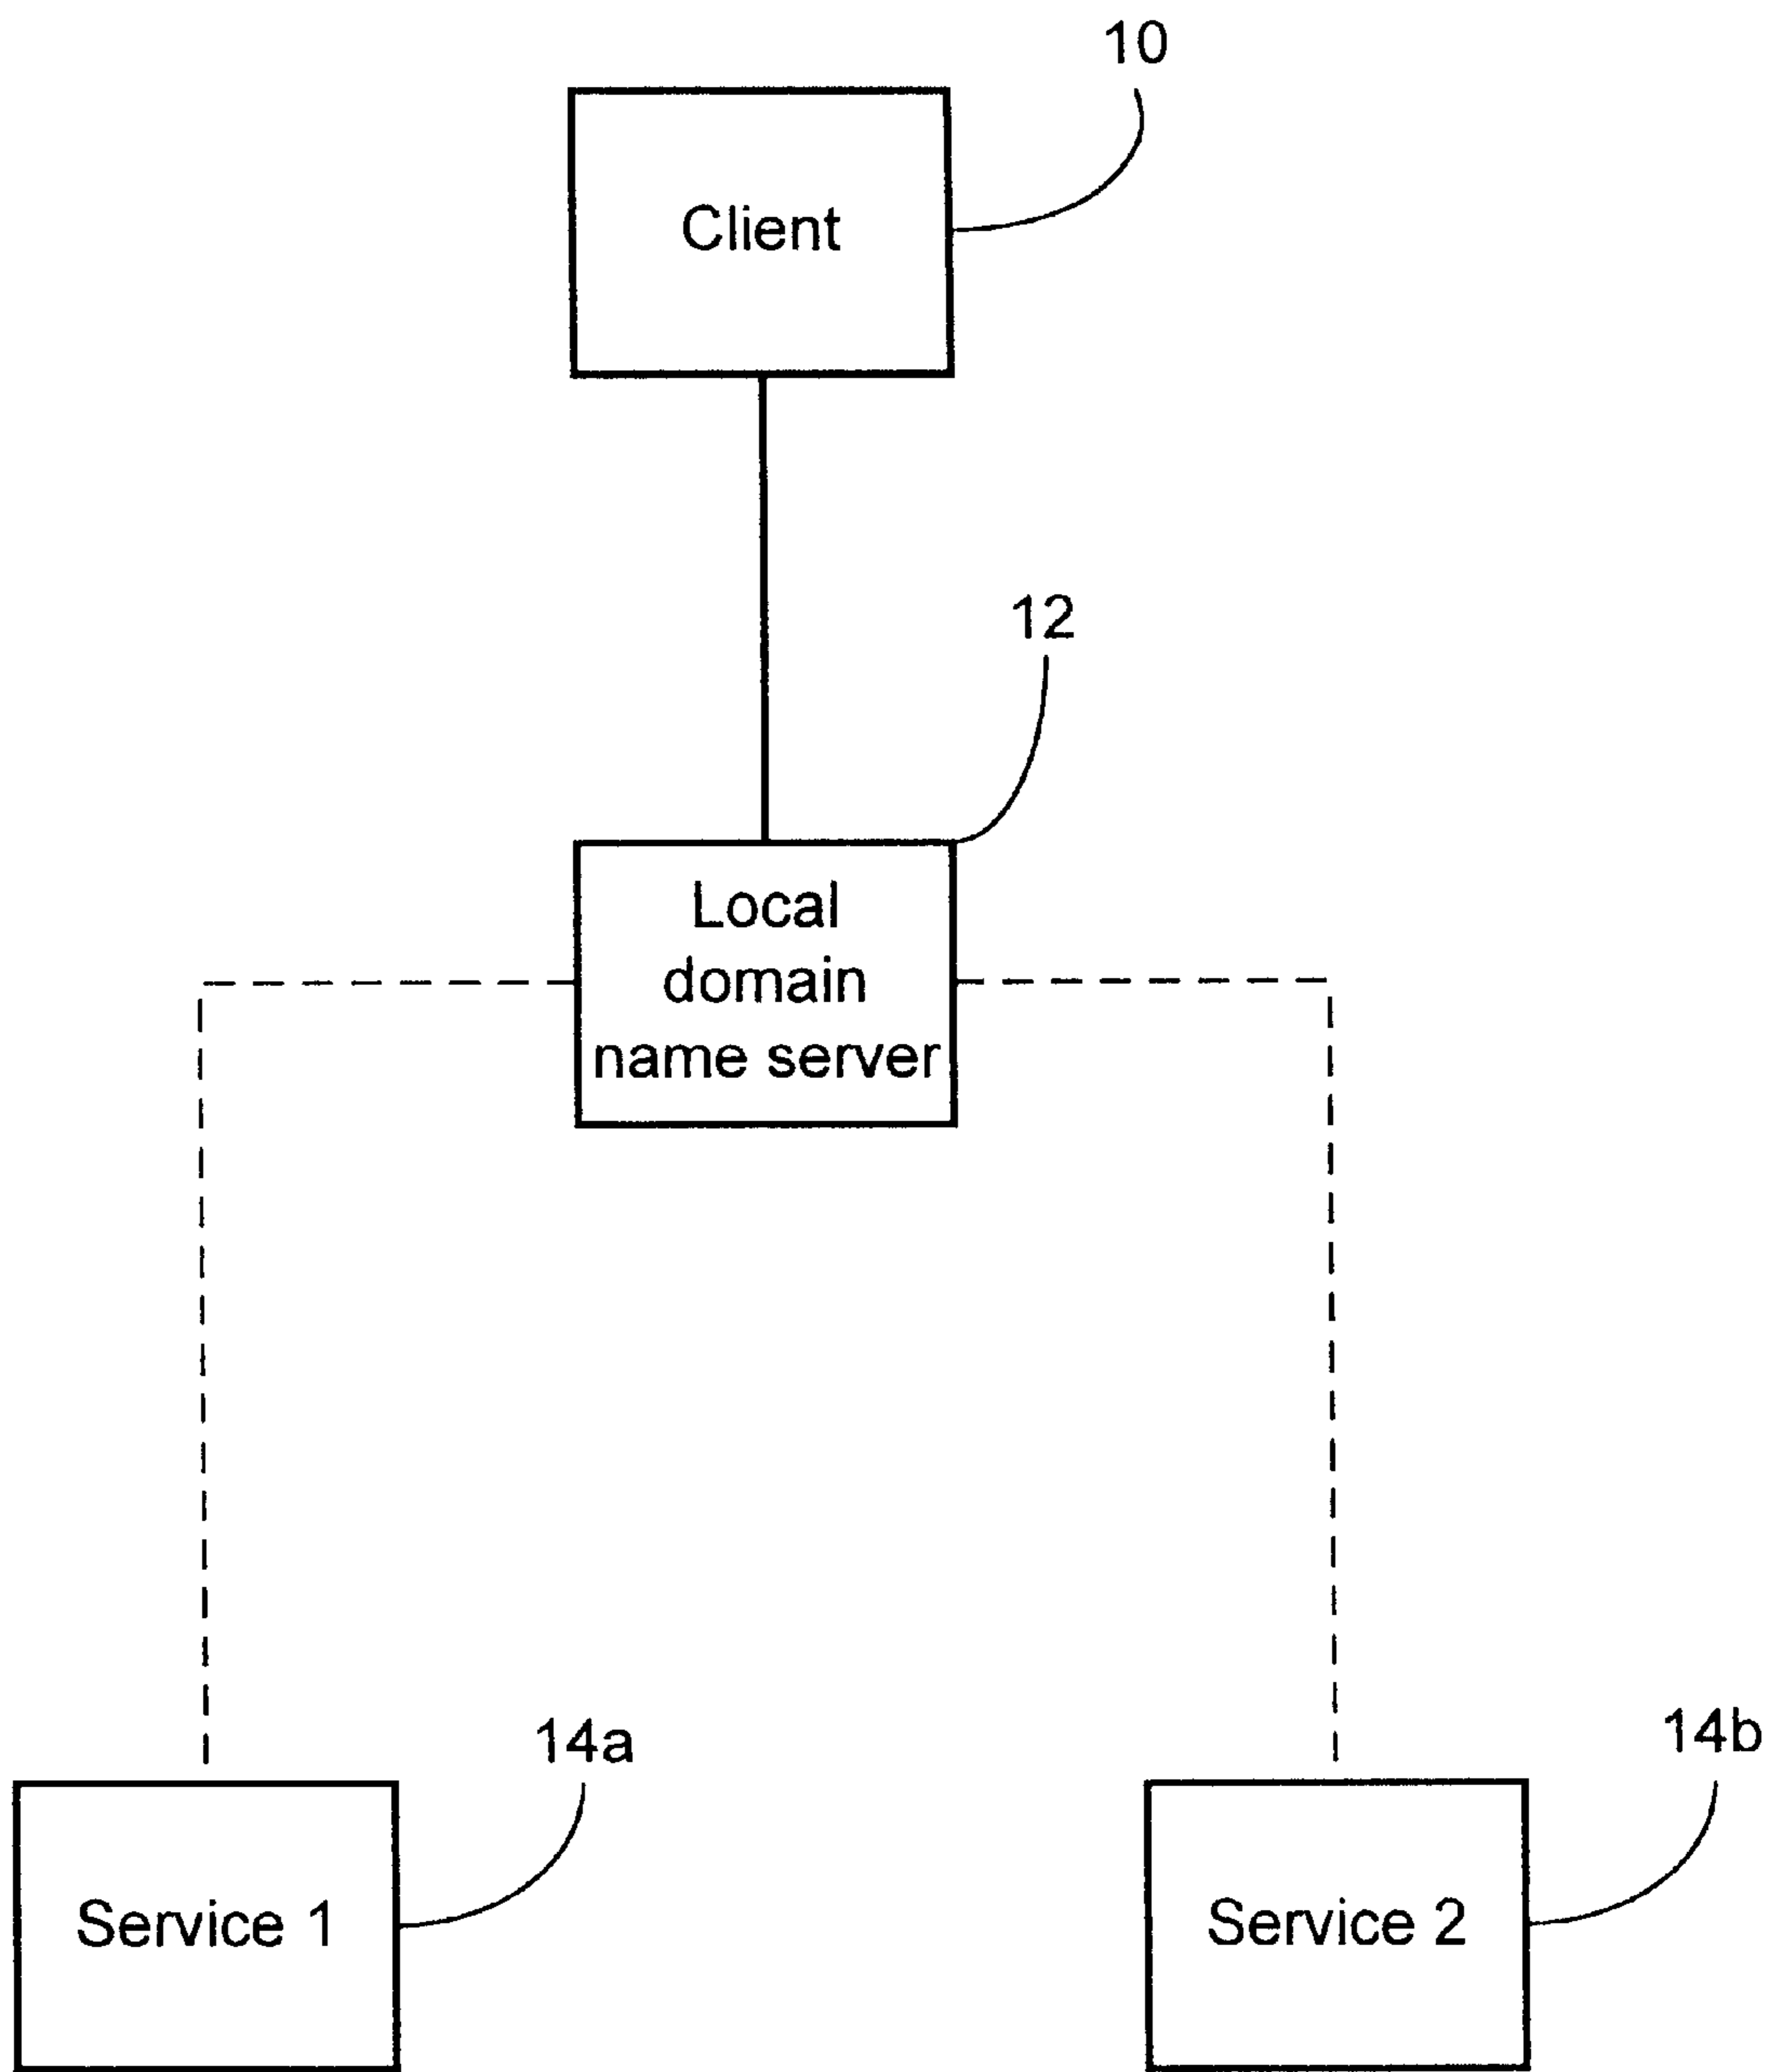 10
Client
12
Local
domain
name server
14a
14b
Service 1
Service 2